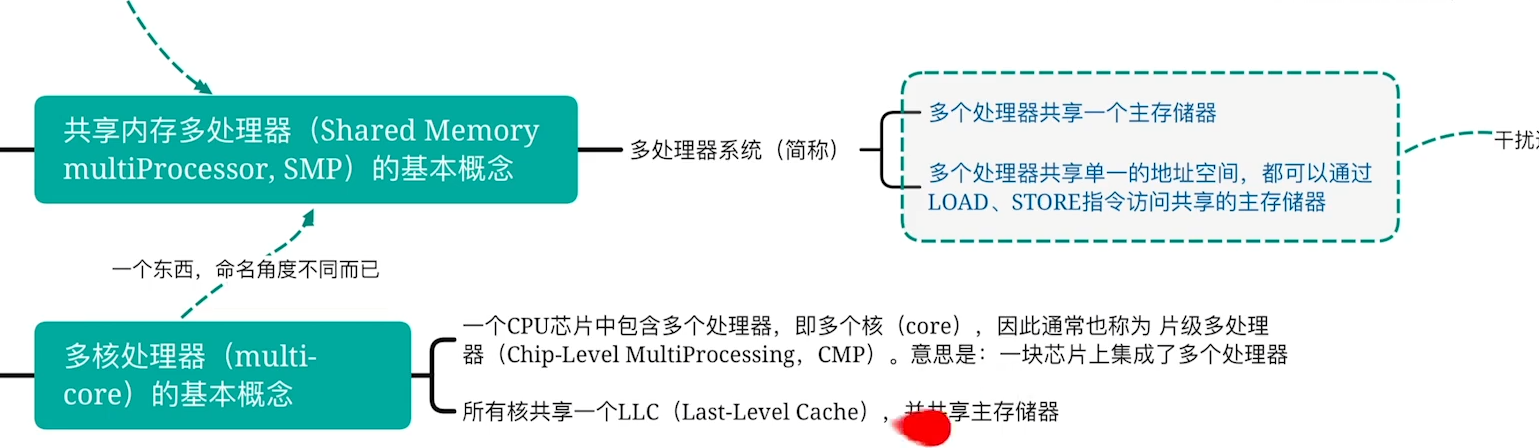 共享内存多处理器（Shared Memory
multiProcessor, SMP）的基本概念
多处理器系统（简称）
多个处理器共享一个主存储器
多个处理器共享单一的地址空间，都可以通过
LOAD、STORE指令访问共享的主存储器
干扰
一个东西，命名角度不同而已
多核处理器（multi-
core）的基本概念
一个CPU芯片中包含多个处理器，即多个核（core），因此通常也称为 片级多处理
器（Chip-Level MultiProcessing，CMP）。意思是：一块芯片上集成了多个处理器
所有核共享一个LLC（Last-Level Cache），并共享主存储器